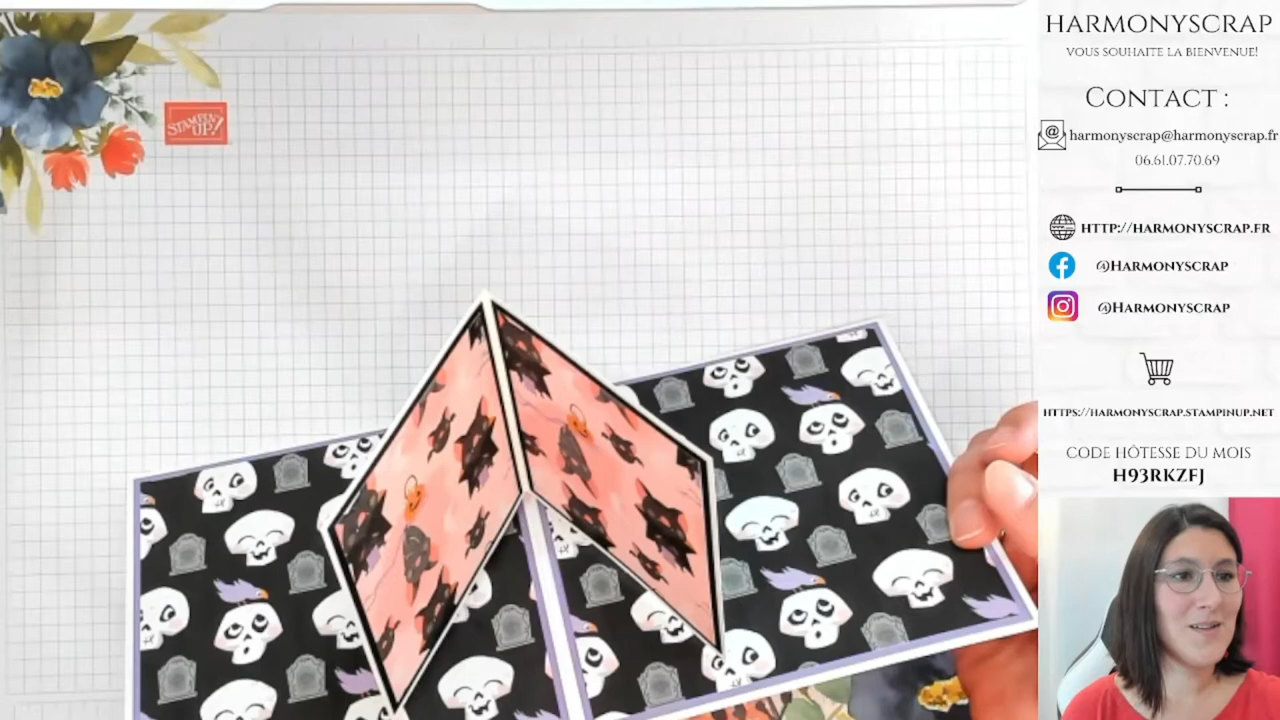 STAMPIN' UP!
HARMONYSCRAP
VOUS SOUHAITE LA BIENVENUE!
CONTACT :
harmonyscrap@harmonyscrap.fr
06.61.07.70.69
HTTP://HARMONYSCRAP.FR
@HARMONYSCRAP
@HARMONYSCRAP
HTTPS://HARMONYSCRAP.STAMPINUP.NET
CODE HÔTESSE DU MOIS
H93RKZFJ